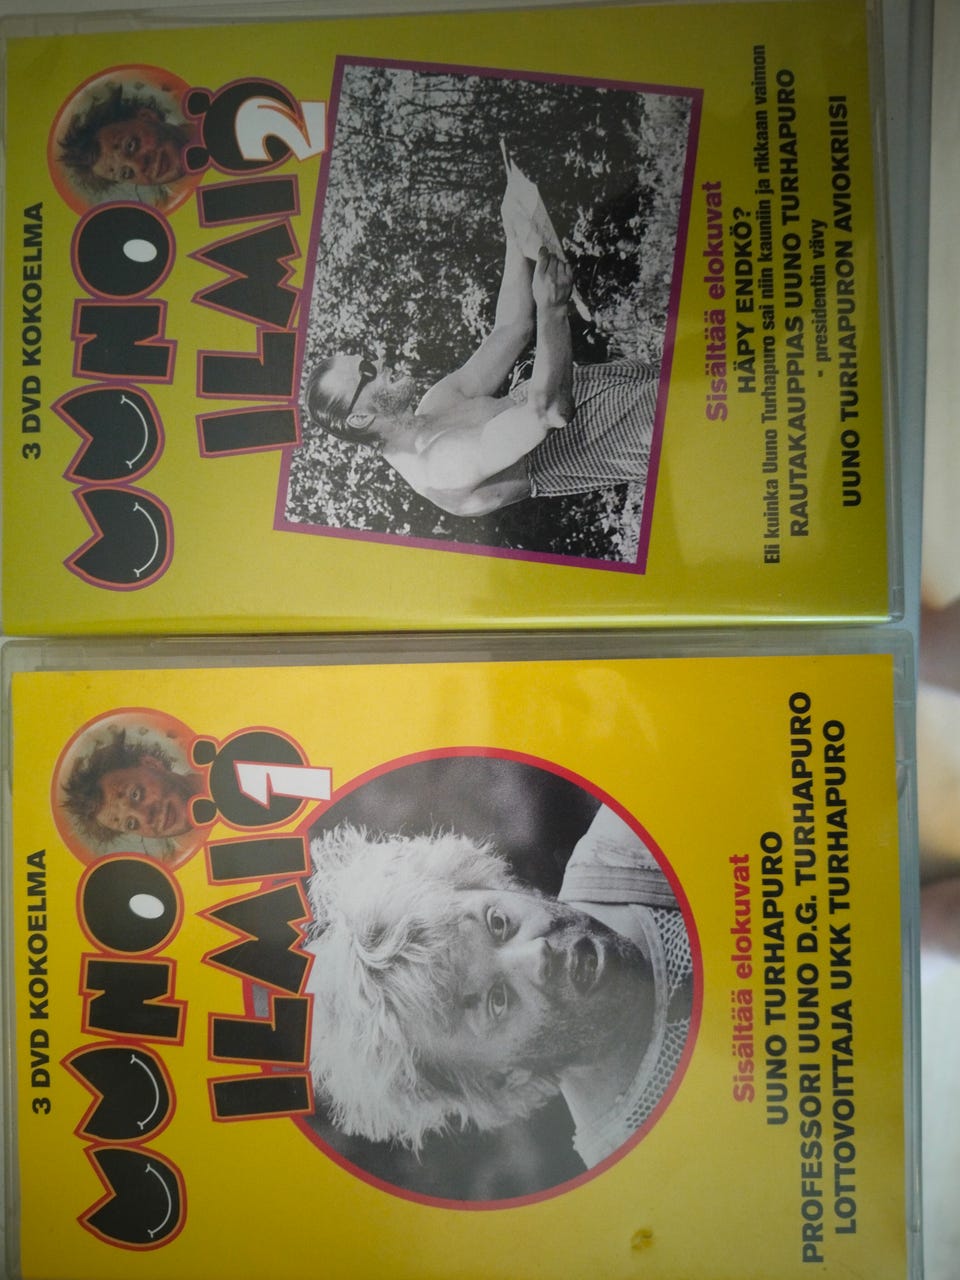 3 DVD KOKOELMA
UUNO
ILMIÖ
1
Sisältää elokuvat
UUNO TURHAPURO
PROFESSORI UUNO D.G. TURHAPURO
LOTTOVOITTAJA UKK TURHAPURO
3 DVD KOKOELMA
UUNO
ILMIÖ
2
Sisältää elokuvat
HÄPY ENDKÖ?
Eli kuinka Uuno Turhapuro sai niin kauniin ja rikkaan vaimon
RAUTAKAUPPIAS UUNO TURHAPURO
- presidentin vävy
UUNO TURHAPURON AVIOKRIISI